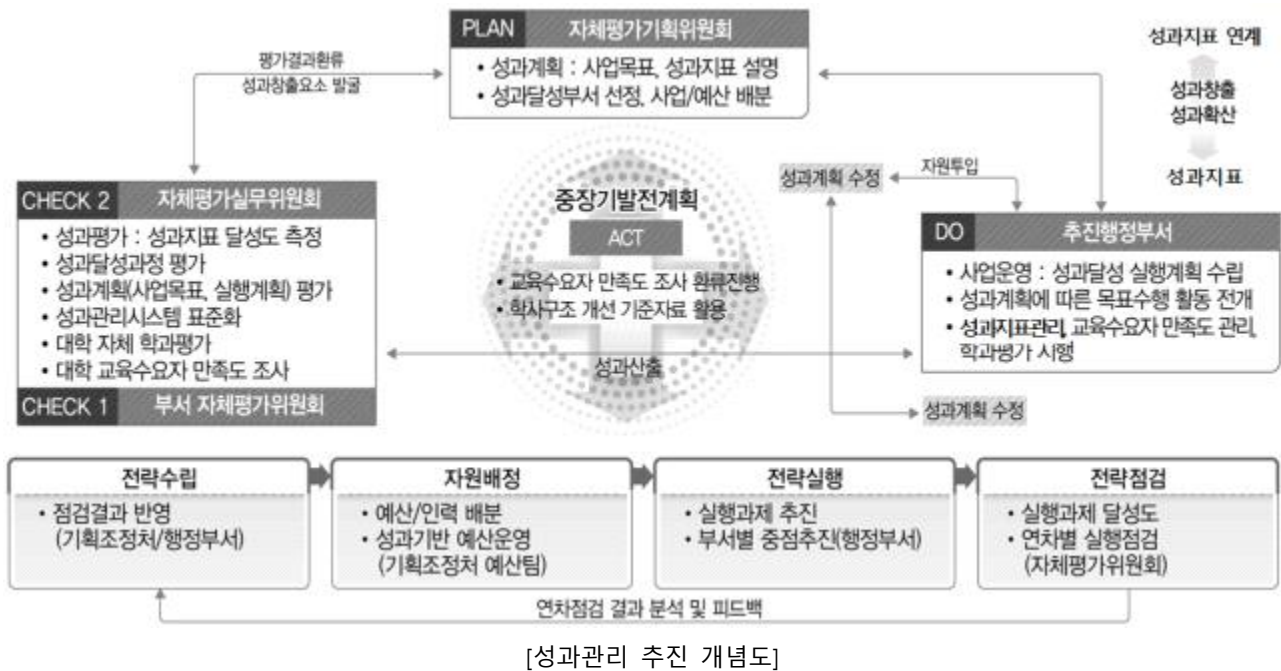 PLAN 자체평가기획위원회
• 성과계획 : 사업목표, 성과지표 설명
• 성과달성부서 선정, 사업/예산 배분
평가결과환류
성과창출요소 발굴
성과지표 연계
성과창출
성과확산
성과지표
CHECK 2 자체평가실무위원회
• 성과평가 : 성과지표 달성도 측정
• 성과달성과정 평가
• 성과계획(사업목표, 실행계획) 평가
• 성과관리시스템 표준화
• 대학 자체 학과평가
• 대학 교육수요자 만족도 조사
CHECK 1 부서 자체평가위원회
중장기발전계획
ACT
• 교육수요자 만족도 조사 환류진행
• 학사구조 개선 기준자료 활용
성과산출
성과계획 수정
자원투입
DO 추진행정부서
• 사업운영 : 성과달성 실행계획 수립
• 성과계획에 따른 목표수행 활동 전개
• 성과지표관리, 교육수요자 만족도 관리,
학과평가 시행
성과계획 수정
전략수립
• 점검결과 반영
(기획조정처/행정부서)
자원배정
• 예산/인력 배분
• 성과기반 예산운영
(기획조정처 예산팀)
전략실행
• 실행과제 추진
• 부서별 중점추진(행정부서)
전략점검
• 실행과제 달성도
• 연차별 실행점검
(자체평가위원회)
연차점검 결과 분석 및 피드백
[성과관리 추진 개념도]